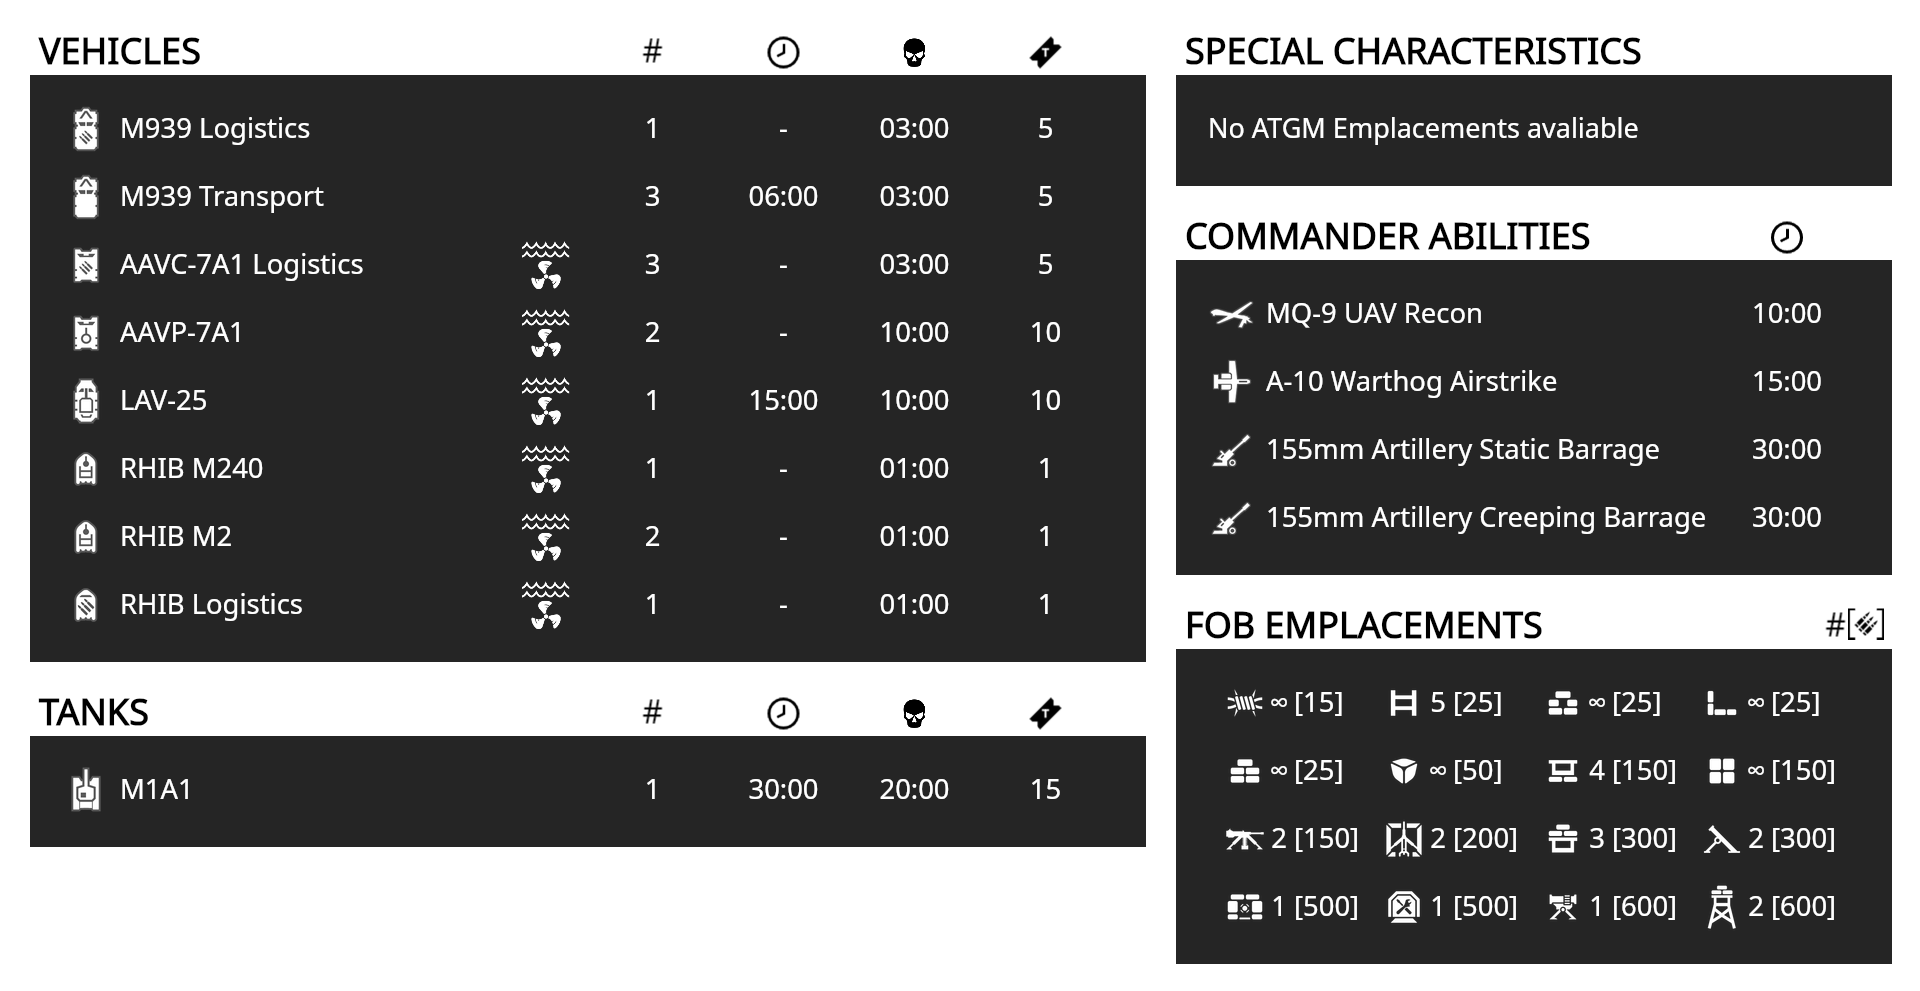 VEHICLES #
M939 Logistics 1 - 03:00 5
M939 Transport 3 06:00 03:00 5
AAVC-7A1 Logistics 3 - 03:00 5
AAVP-7A1 2 - 10:00 10
LAV-25 1 15:00 10:00 10
RHIB M240 1 - 01:00 1
RHIB M2 2 - 01:00 1
RHIB Logistics 1 - 01:00 1
TANKS #
M1A1 1 30:00 20:00 15
SPECIAL CHARACTERISTICS
No ATGM Emplacements avaliable
COMMANDER ABILITIES
MQ-9 UAV Recon 10:00
A-10 Warthog Airstrike 15:00
155mm Artillery Static Barrage 30:00
155mm Artillery Creeping Barrage 30:00
FOB EMPLACEMENTS #[]
∞ [15] 5 [25] ∞ [25] ∞ [25]
∞ [25] ∞ [50] 4 [150] ∞ [150]
2 [150] 2 [200] 3 [300] 2 [300]
1 [500] 1 [500] 1 [600] 2 [600]